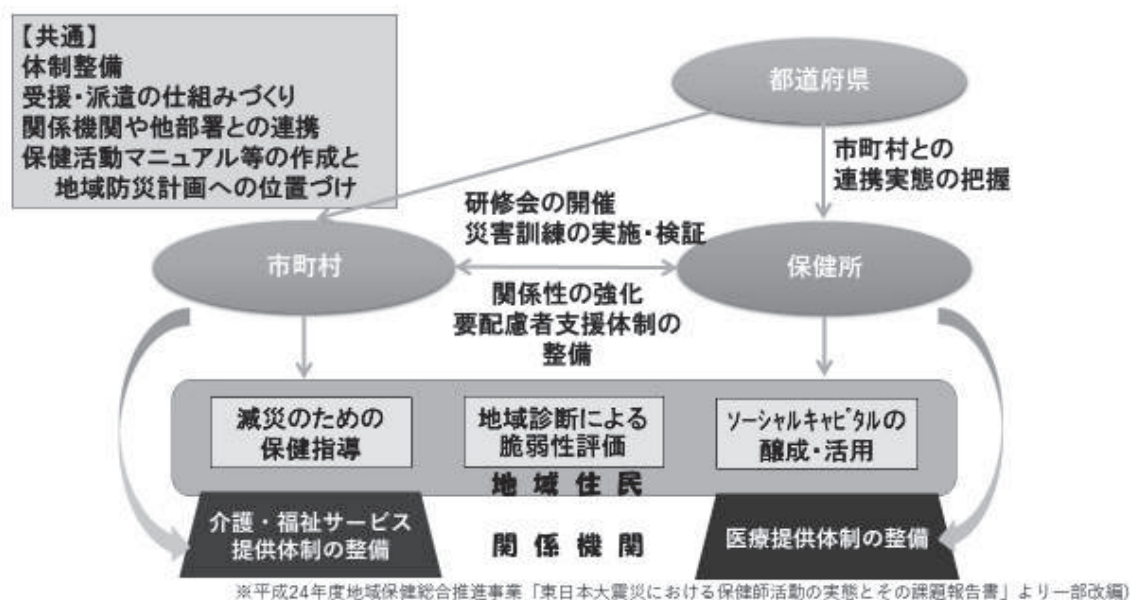 【共通】
体制整備
受援・派遣の仕組みづくり
関係機関や他部署との連携
保健活動マニュアル等の作成と
地域防災計画への位置づけ
都道府県
市町村との
連携実態の把握
研修会の開催
災害訓練の実施・検証
市町村
保健所
関係性の強化
要配慮者支援体制の
整備
減災のための
保健指導
地域診断による
脆弱性評価
ソーシャルキャピタルの
醸成・活用
地域住民
介護・福祉サービス
提供体制の整備
関係機関
医療提供体制の整備
※平成24年度地域保健総合推進事業「東日本大震災における保健師活動の実態とその課題報告書」より一部改編)